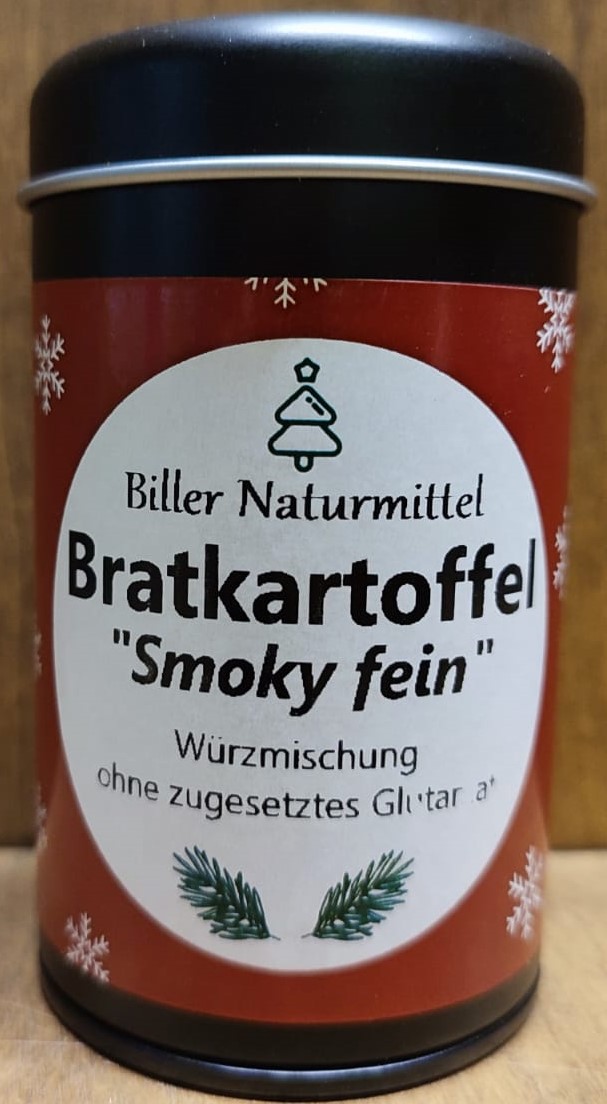 Biller Naturmittel
Bratkartoffel
"Smoky fein"
Würzmischung
ohne zugesetztes